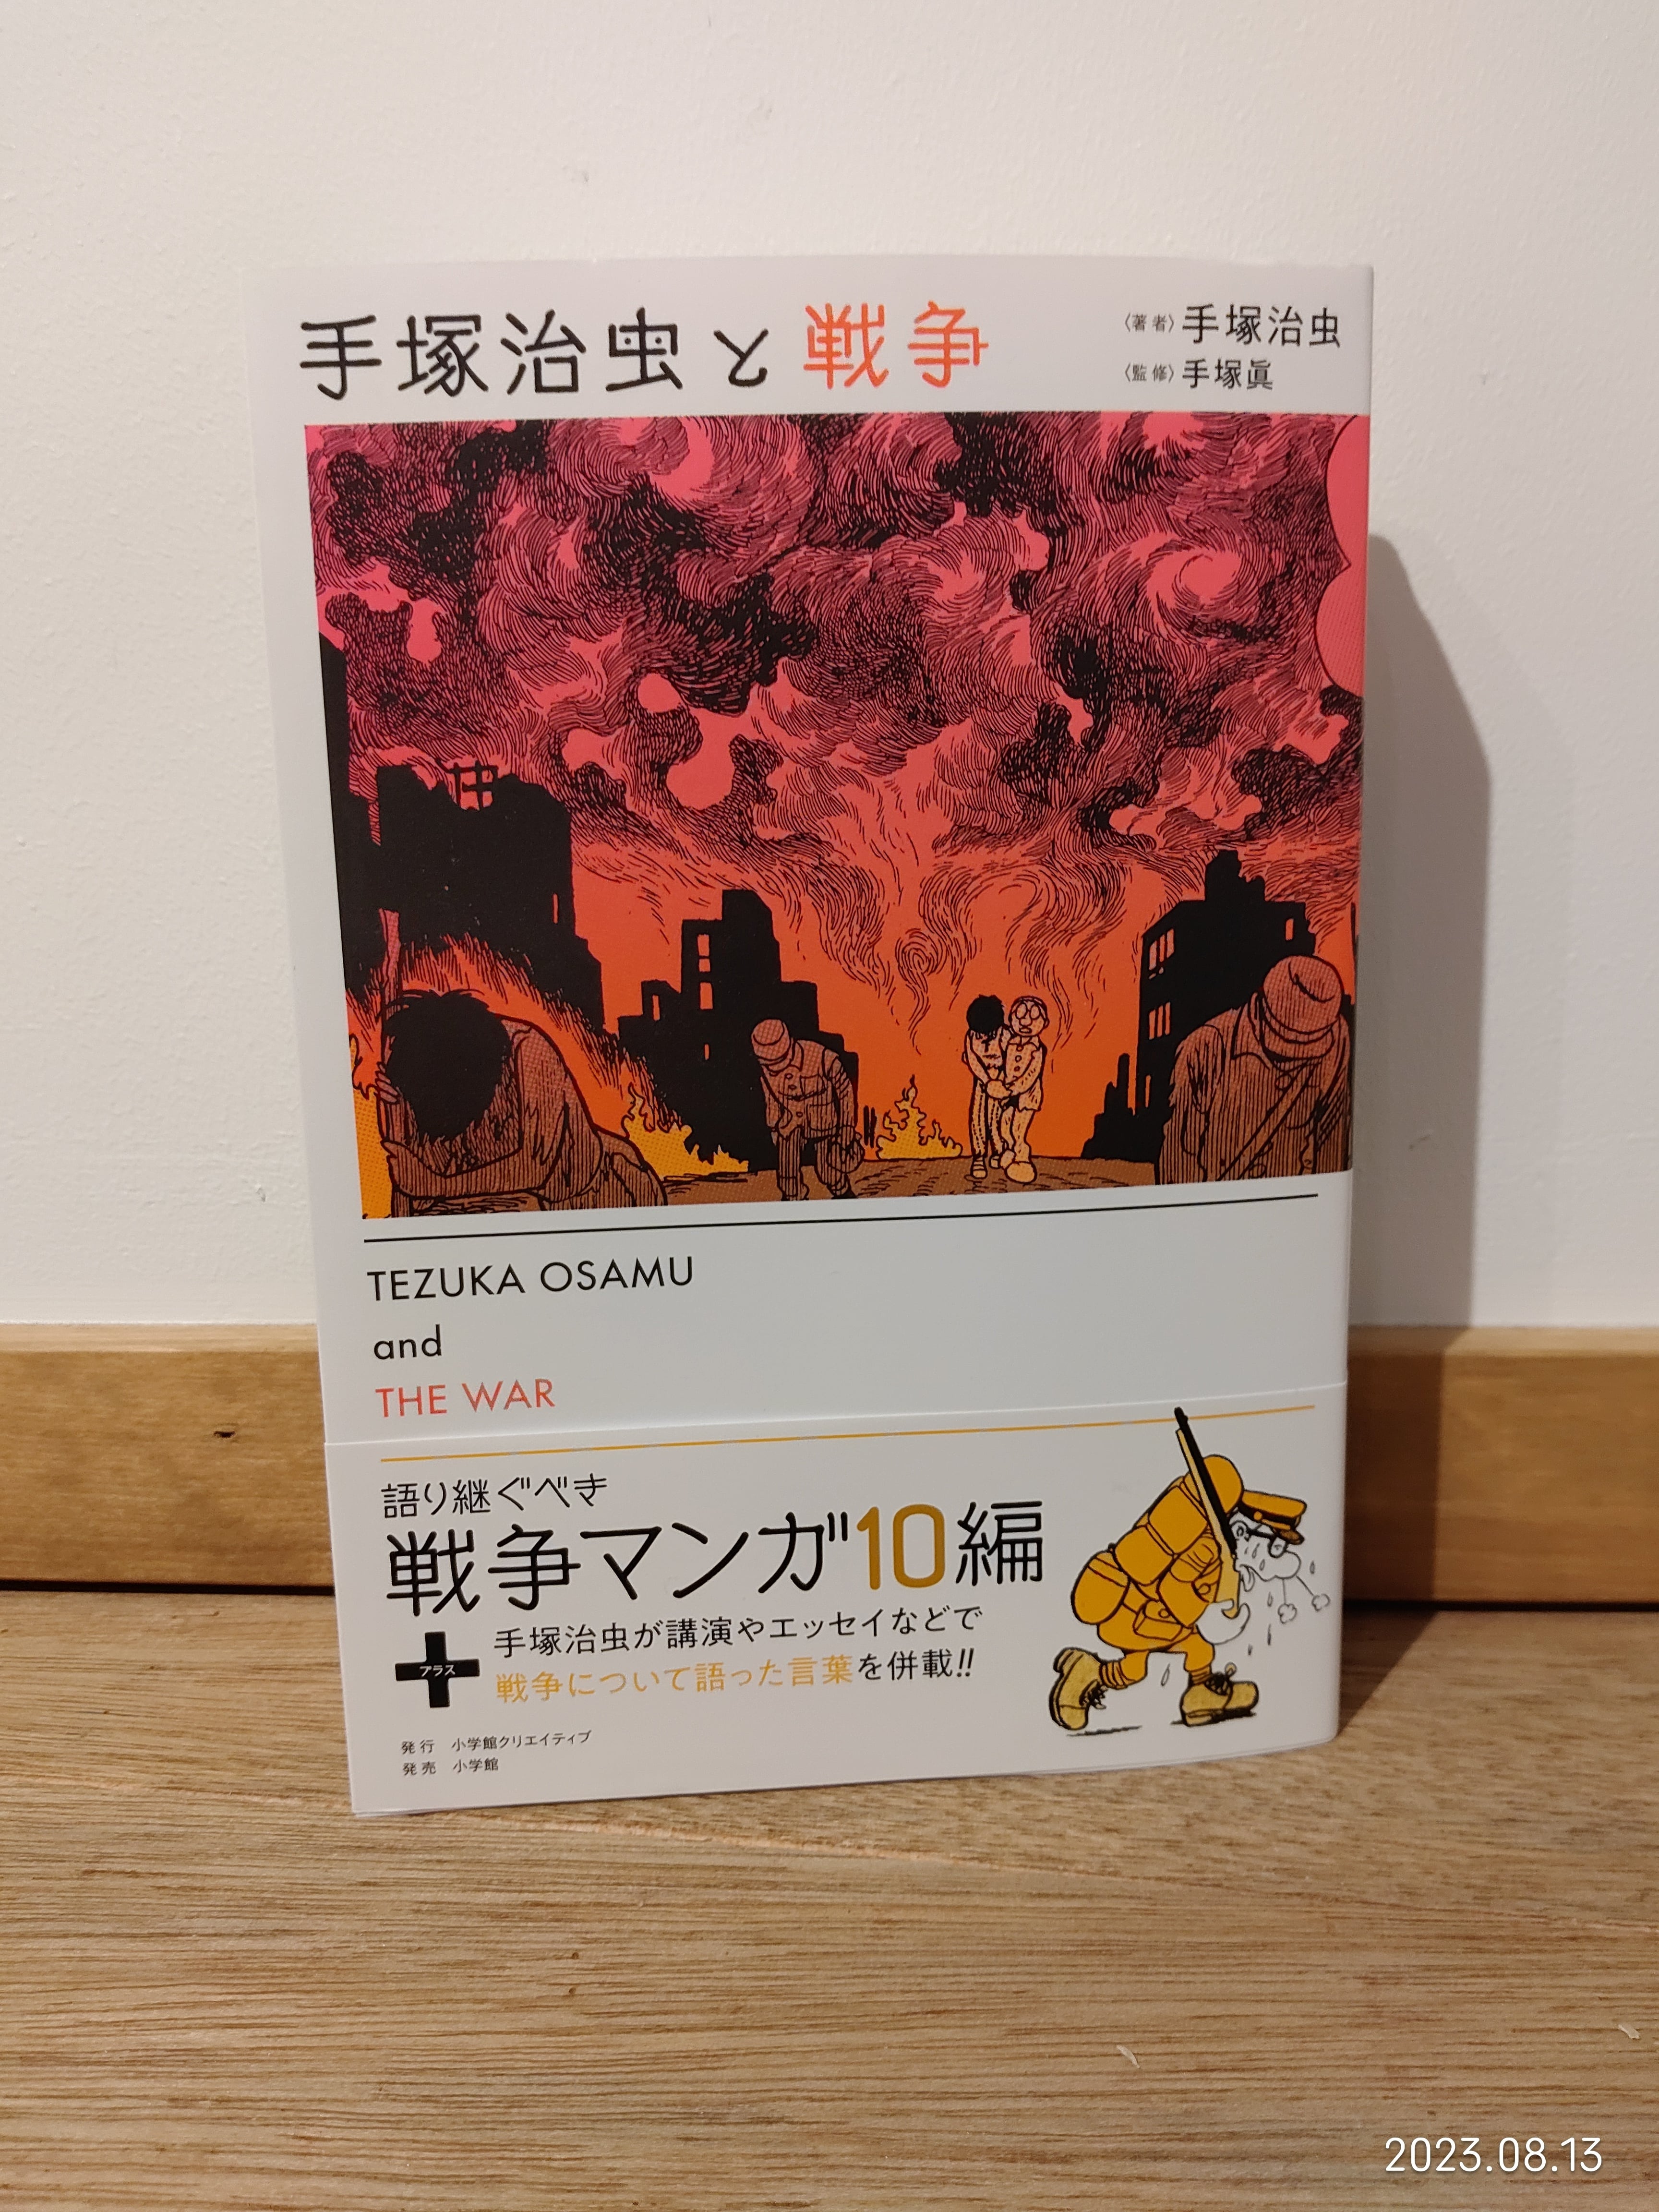 手塚治虫と戦争
〈著者〉手塚治虫
〈監修〉手塚眞
TEZUKA OSAMU
and
THE WAR
語り継ぐべき
戦争マンガ10編
プラス
手塚治虫が講演やエッセイなどで
戦争について語った言葉を併載!!
発行 小学館クリエイティブ
発売 小学館
2023.08.13